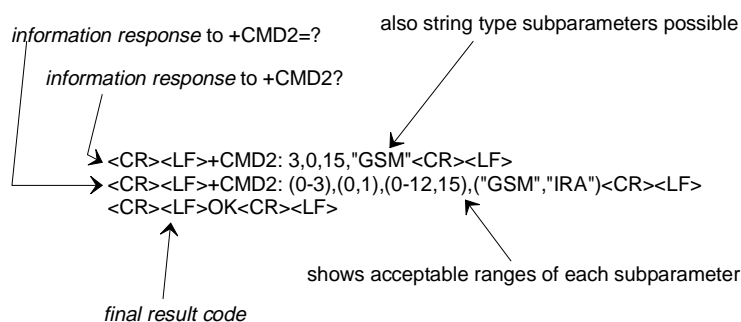 also string type subparameters possible
information response to +CMD2=?
information response to +CMD2?
<CR><LF>+CMD2: 3,0,15,"GSM"<CR><LF>
<CR><LF>+CMD2: (0-3),(0,1),(0-12,15),("GSM","IRA")<CR><LF>
<CR><LF>OK<CR><LF>
shows acceptable ranges of each subparameter
final result code